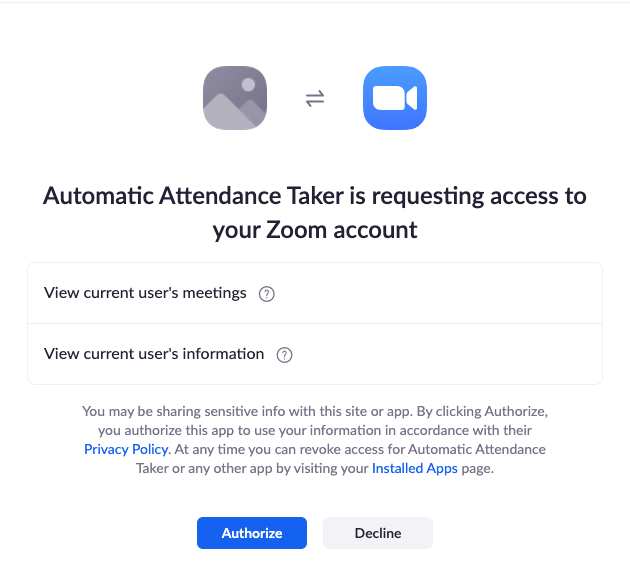 Automatic Attendance Taker is requesting access to
your Zoom account
View current user's meetings ?
View current user's information ?
You may be sharing sensitive info with this site or app. By clicking Authorize,
you authorize this app to use your information in accordance with their
Privacy Policy. At any time you can revoke access for Automatic Attendance
Taker or any other app by visiting your Installed Apps page.
Authorize
Decline